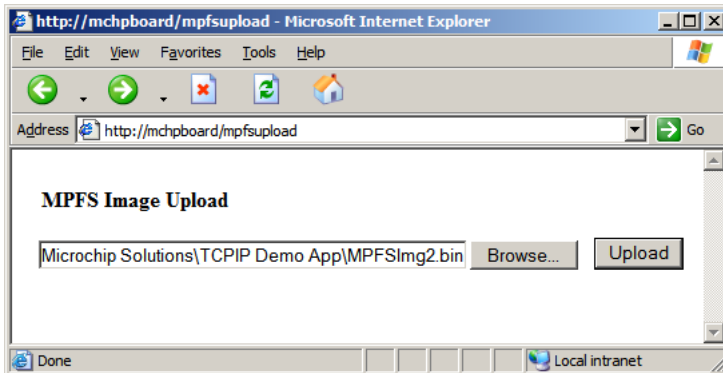 http://mchpboard/mpfsupload - Microsoft Internet Explorer
File Edit View Favorites Tools Help
Address http://mchpboard/mpfsupload Go
MPFS Image Upload
Microchip Solutions\TCPIP Demo App\MPFSImg2.bin Browse... Upload
Done Local intranet